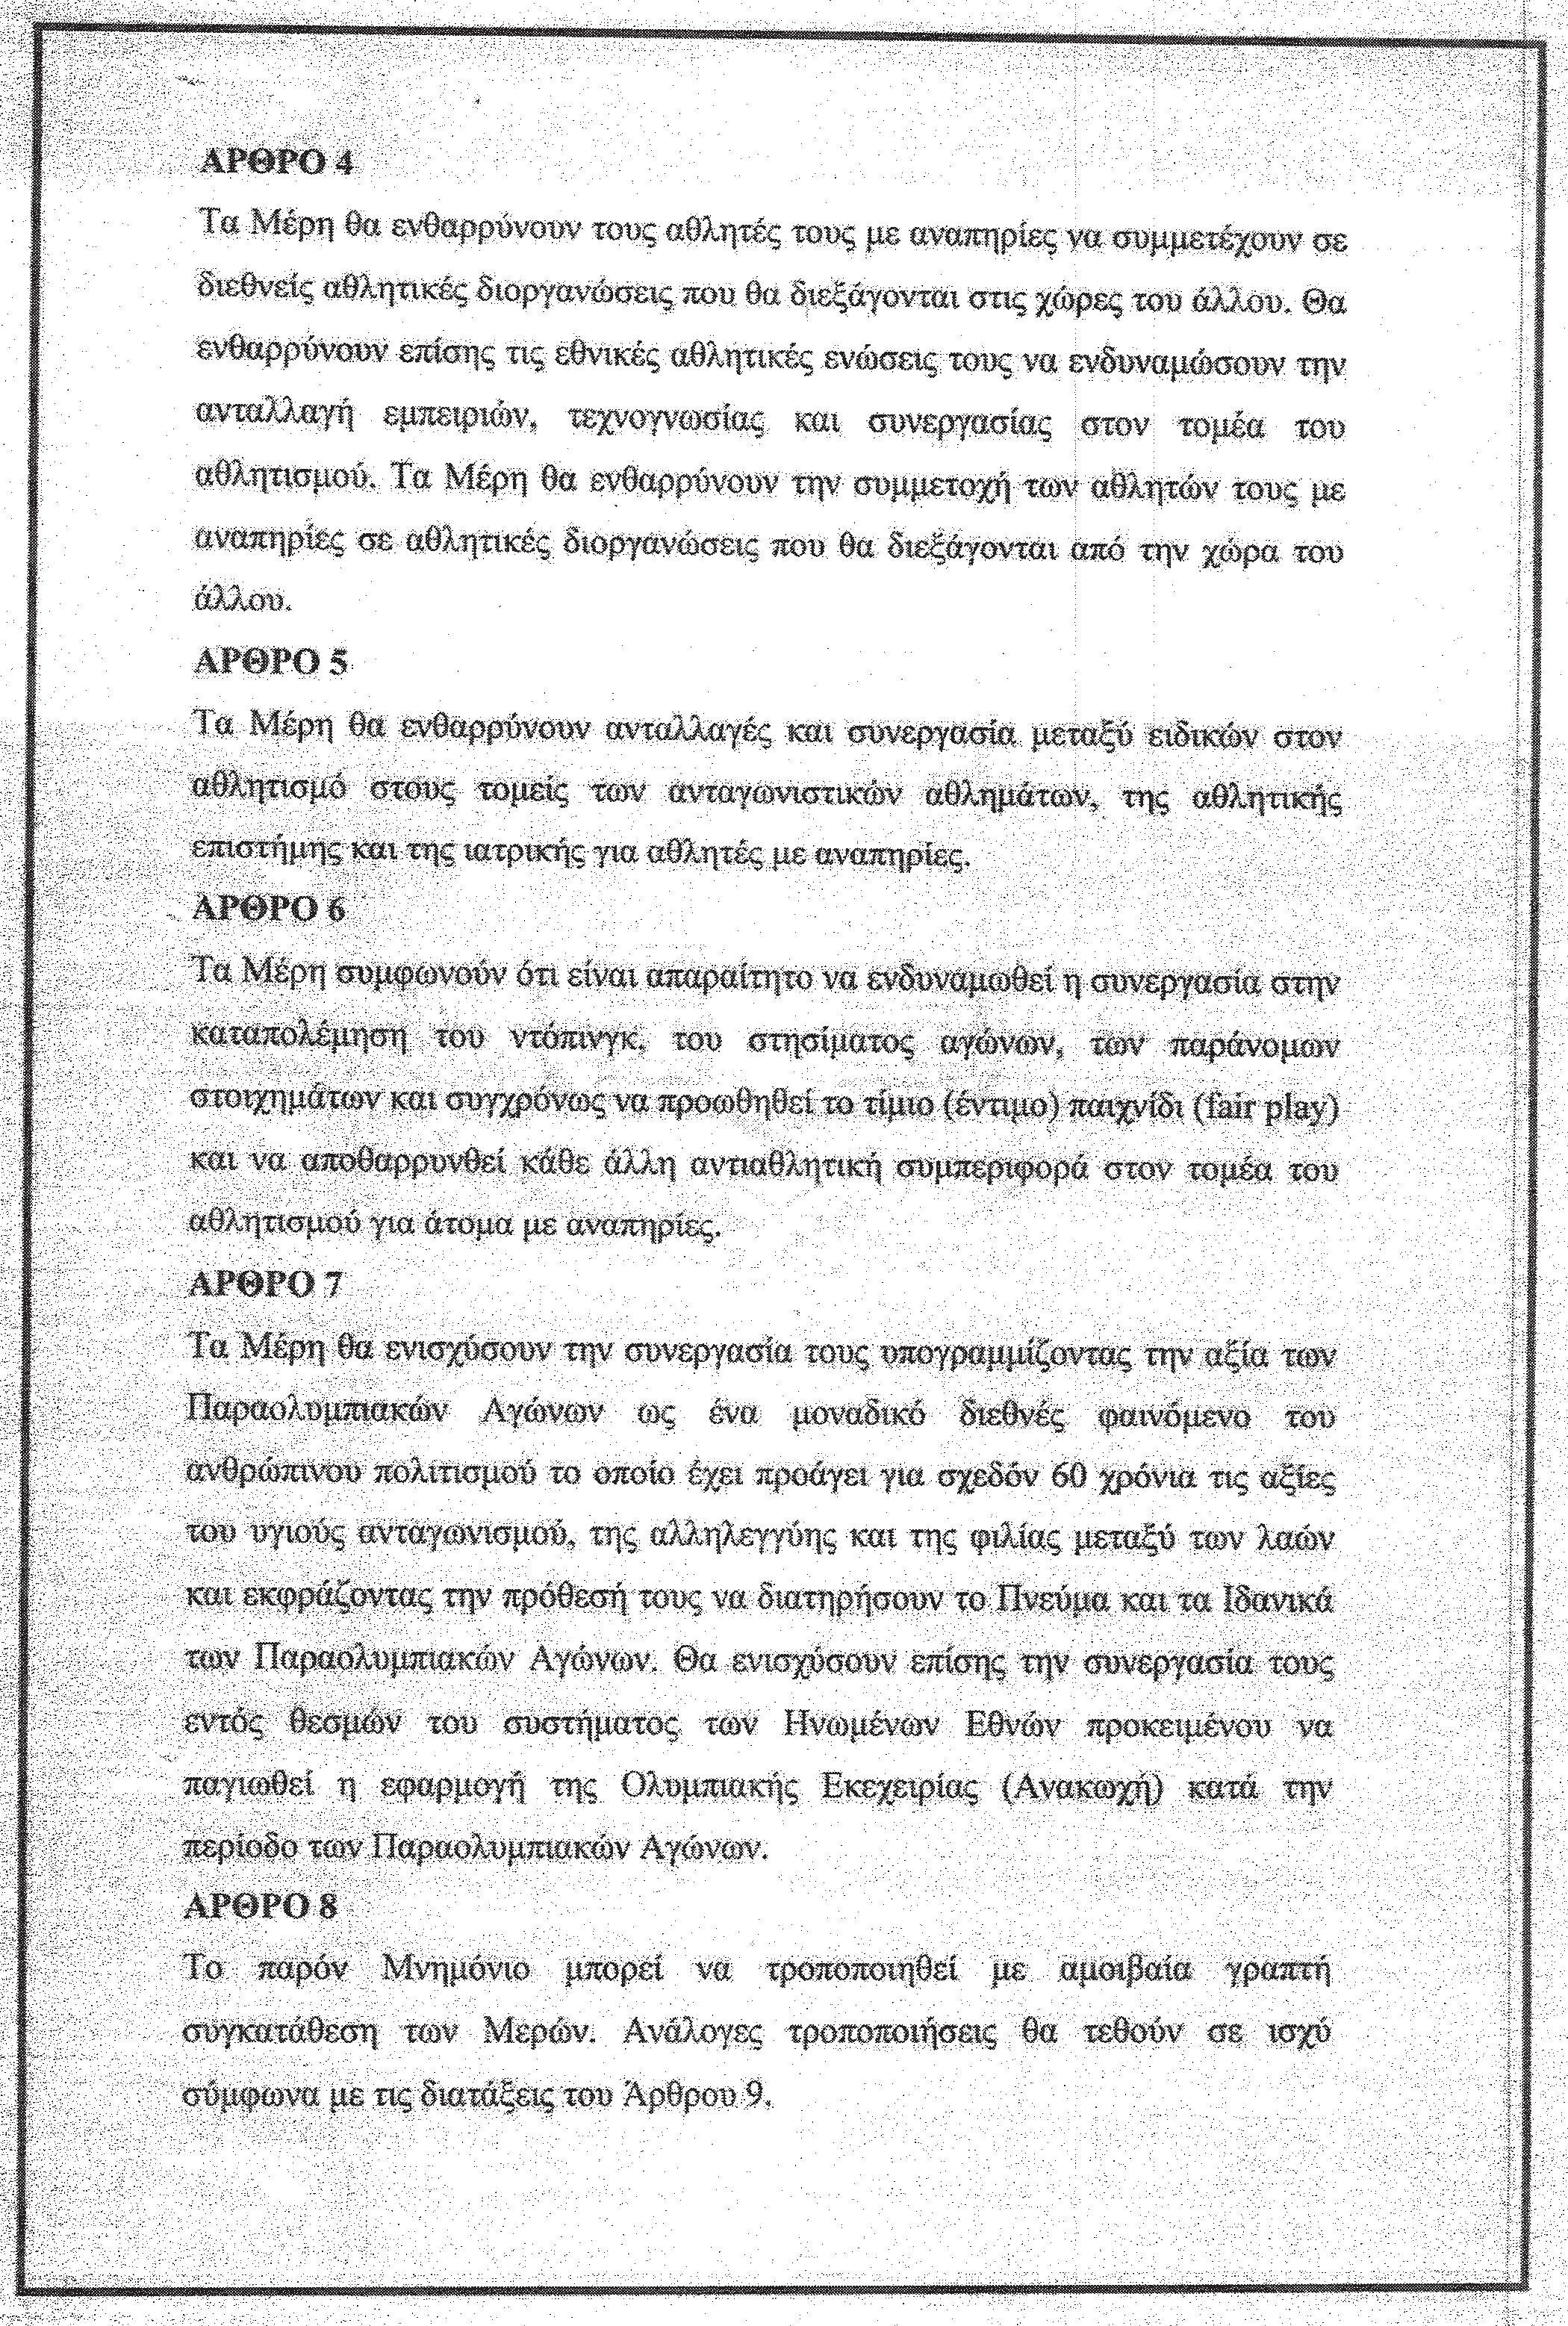 ΑΡΘΡΟ 4
Τα Μέρη θα ενθαρρύνουν τους αθλητές τους με αναπηρίες να συμμετέχουν σε
διεθνείς αθλητικές διοργανώσεις που θα διεξάγονται στις χώρες του άλλου. Θα
ενθαρρύνουν επίσης τις εθνικές αθλητικές ενώσεις τους να ενδυναμώσουν την
ανταλλαγή εμπειριών, τεχνογνωσίας και συνεργασίας στον τομέα του
αθλητισμού. Τα Μέρη θα ενθαρρύνουν την συμμετοχή των αθλητών τους με
αναπηρίες σε αθλητικές διοργανώσεις που θα διεξάγονται από την χώρα του
άλλου.
ΑΡΘΡΟ 5
Τα Μέρη θα ενθαρρύνουν ανταλλαγές και συνεργασία μεταξύ ειδικών στον
αθλητισμό στους τομείς των ανταγωνιστικών αθλημάτων, της αθλητικής
επιστήμης και της ιατρικής για αθλητές με αναπηρίες.
ΑΡΘΡΟ 6
Τα Μέρη συμφωνούν ότι είναι απαραίτητο να ενδυναμωθεί η συνεργασία στην
καταπολέμηση του ντόπινγκ, του στησίματος αγώνων, των παράνομων
στοιχημάτων και συγχρόνως να προωθηθεί το τίμιο (έντιμο) παιχνίδι (fair play)
και να αποθαρρυνθεί κάθε άλλη αντιαθλητική συμπεριφορά στον τομέα του
αθλητισμού για άτομα με αναπηρίες.
ΑΡΘΡΟ 7
Τα Μέρη θα ενισχύσουν την συνεργασία τους υπογραμμίζοντας την αξία των
Παραολυμπιακών Αγώνων ως ένα μοναδικό διεθνές φαινόμενο του
ανθρώπινου πολιτισμού το οποίο έχει προάγει για σχεδόν 60 χρόνια τις αξίες
του υγιούς ανταγωνισμού, της αλληλεγγύης και της φιλίας μεταξύ των λαών
και εκφράζοντας την πρόθεσή τους να διατηρήσουν το Πνεύμα και τα Ιδανικά
των Παραολυμπιακών Αγώνων. Θα ενισχύσουν επίσης την συνεργασία τους
εντός θεσμών του συστήματος των Ηνωμένων Εθνών προκειμένου να
παγιωθεί η εφαρμογή της Ολυμπιακής Εκεχειρίας (Ανακωχή) κατά την
περίοδο των Παραολυμπιακών Αγώνων.
ΑΡΘΡΟ 8
Το παρόν Μνημόνιο μπορεί να τροποποιηθεί με αμοιβαία γραπτή
συγκατάθεση των Μερών. Ανάλογες τροποποιήσεις θα τεθούν σε ισχύ
σύμφωνα με τις διατάξεις του Άρθρου 9.